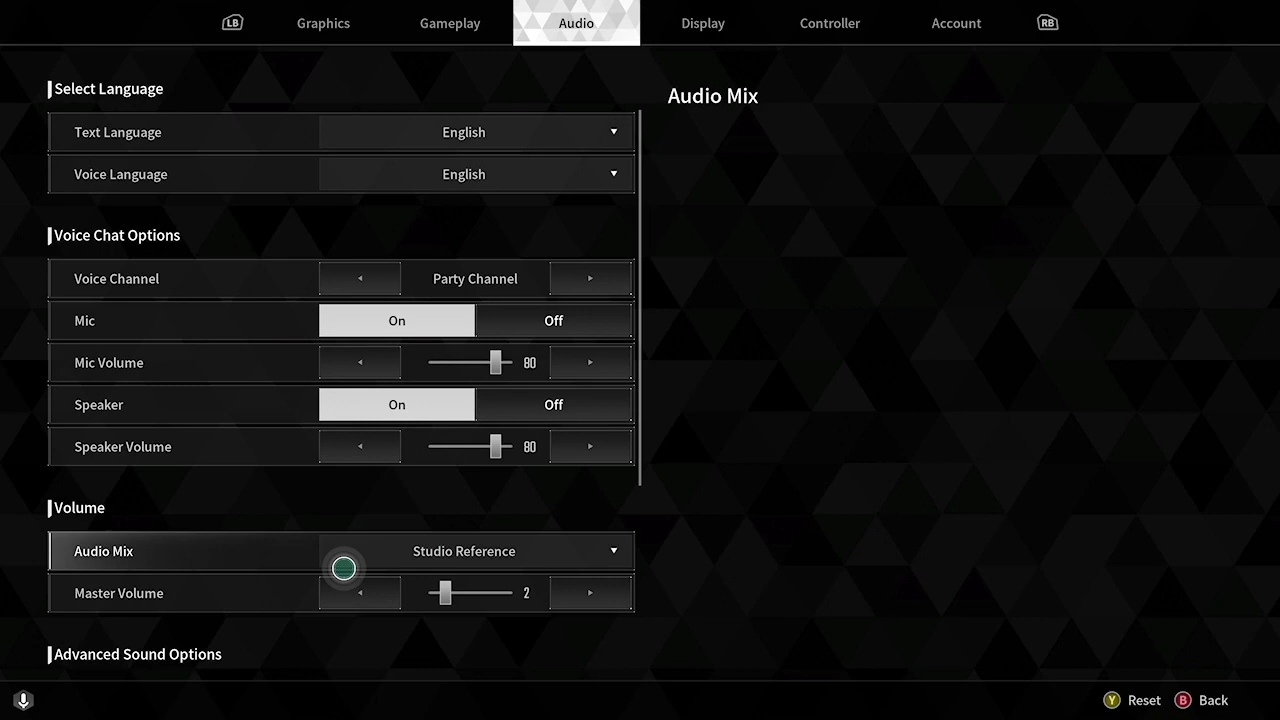 LB Graphics Gameplay Audio Display Controller Account RB
Select Language
Text Language English
Voice Language English
Voice Chat Options
Voice Channel Party Channel
Mic On Off
Mic Volume 80
Speaker On Off
Speaker Volume 80
Volume
Audio Mix Studio Reference
Master Volume 2
Advanced Sound Options
Audio Mix
Y Reset B Back